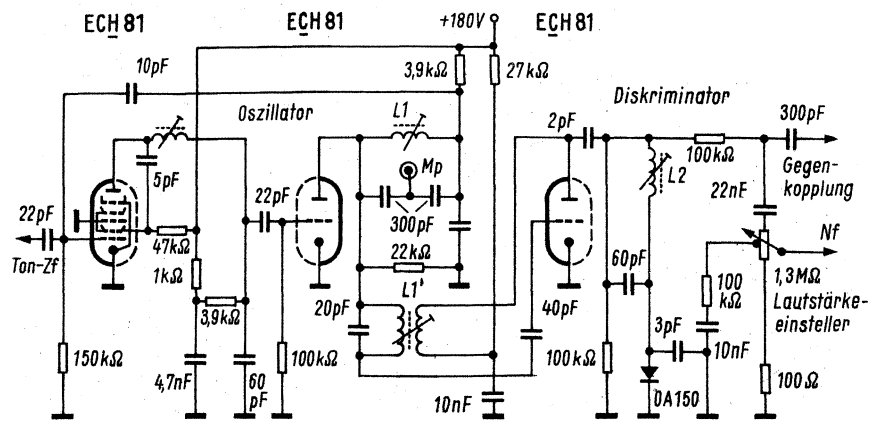 ECH 81
ECH 81
ECH 81
+180V
10pF
3,9kΩ
27kΩ
Oszillator
L1
Diskriminator
2pF
300pF
100kΩ
Gegen-
kopplung
Mp
5pF
L2
22nF
22pF
22pF
300pF
Nf
47kΩ
Ton-Zf
22kΩ
60pF
1kΩ
1,3MΩ
Lautstärke-
einsteller
100
kΩ
L1'
3,9kΩ
20pF
40pF
3pF
10nF
150kΩ
4,7nF
60
pF
100kΩ
100kΩ
10nF
OA150
100Ω